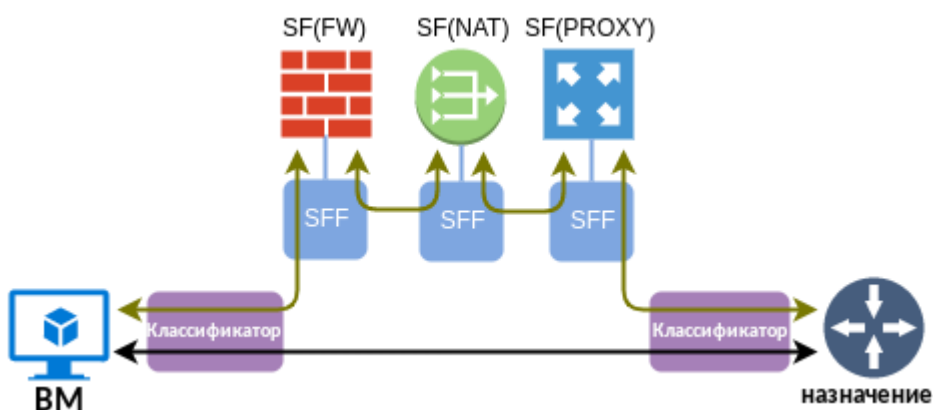 SF(FW) SF(NAT) SF(PROXY)
SFF SFF SFF
Классификатор Классификатор
ВМ назначение